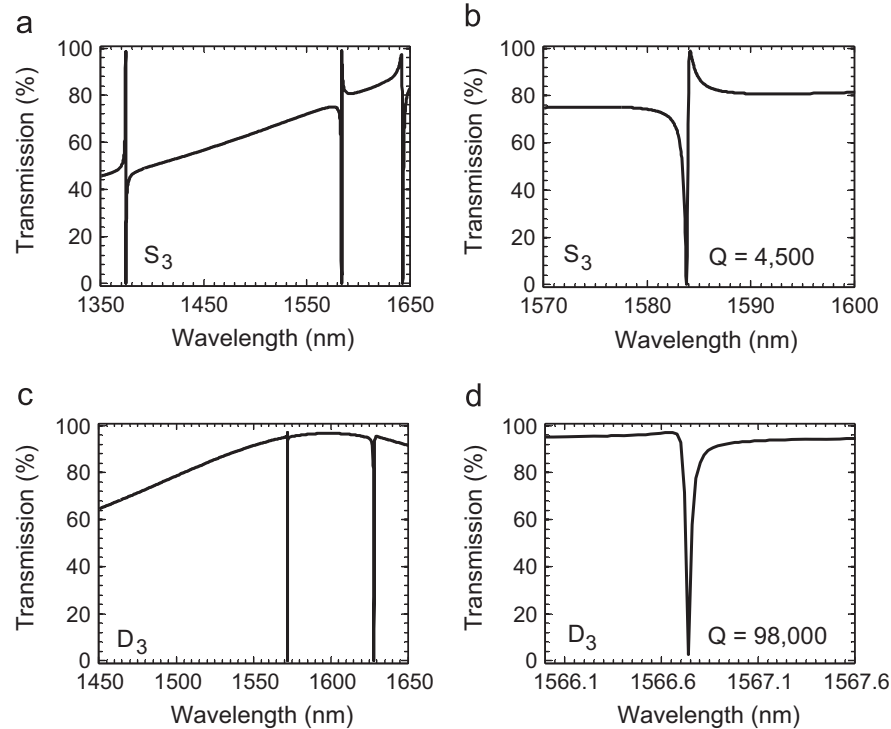 a
100
80
60
40
20
0
Transmission (%)
S3
1350 1450 1550 1650
Wavelength (nm)
b
100
80
60
40
20
0
Transmission (%)
S3
Q = 4,500
1570 1580 1590 1600
Wavelength (nm)
c
100
80
60
40
20
0
Transmission (%)
D3
1450 1500 1550 1600 1650
Wavelength (nm)
d
100
80
60
40
20
0
Transmission (%)
D3
Q = 98,000
1566.1 1566.6 1567.1 1567.6
Wavelength (nm)